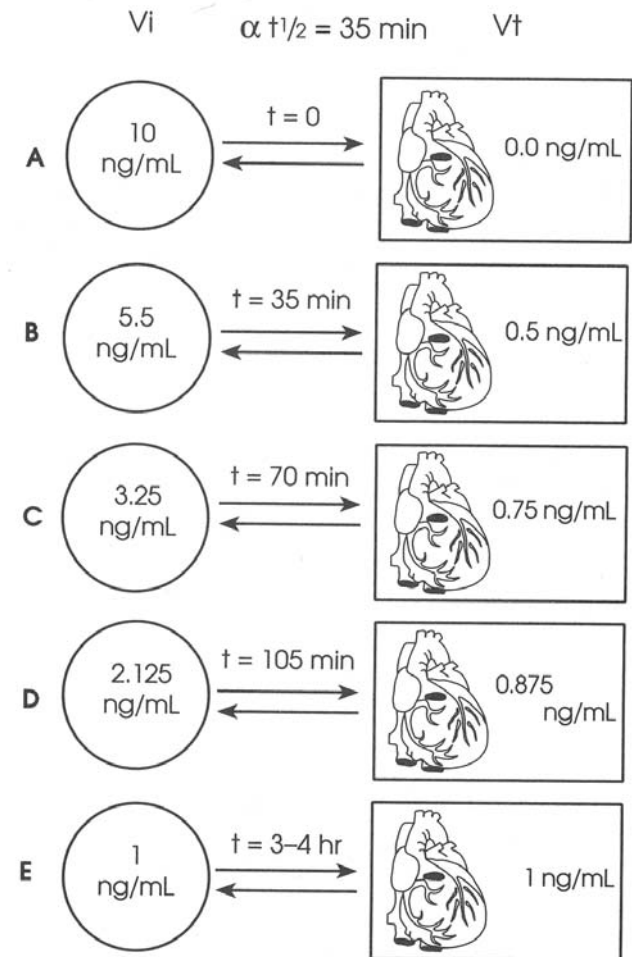 Vi α t1/2 = 35 min Vt
A 10 ng/mL t = 0 0.0 ng/mL
B 5.5 ng/mL t = 35 min 0.5 ng/mL
C 3.25 ng/mL t = 70 min 0.75 ng/mL
D 2.125 ng/mL t = 105 min 0.875 ng/mL
E 1 ng/mL t = 3–4 hr 1 ng/mL